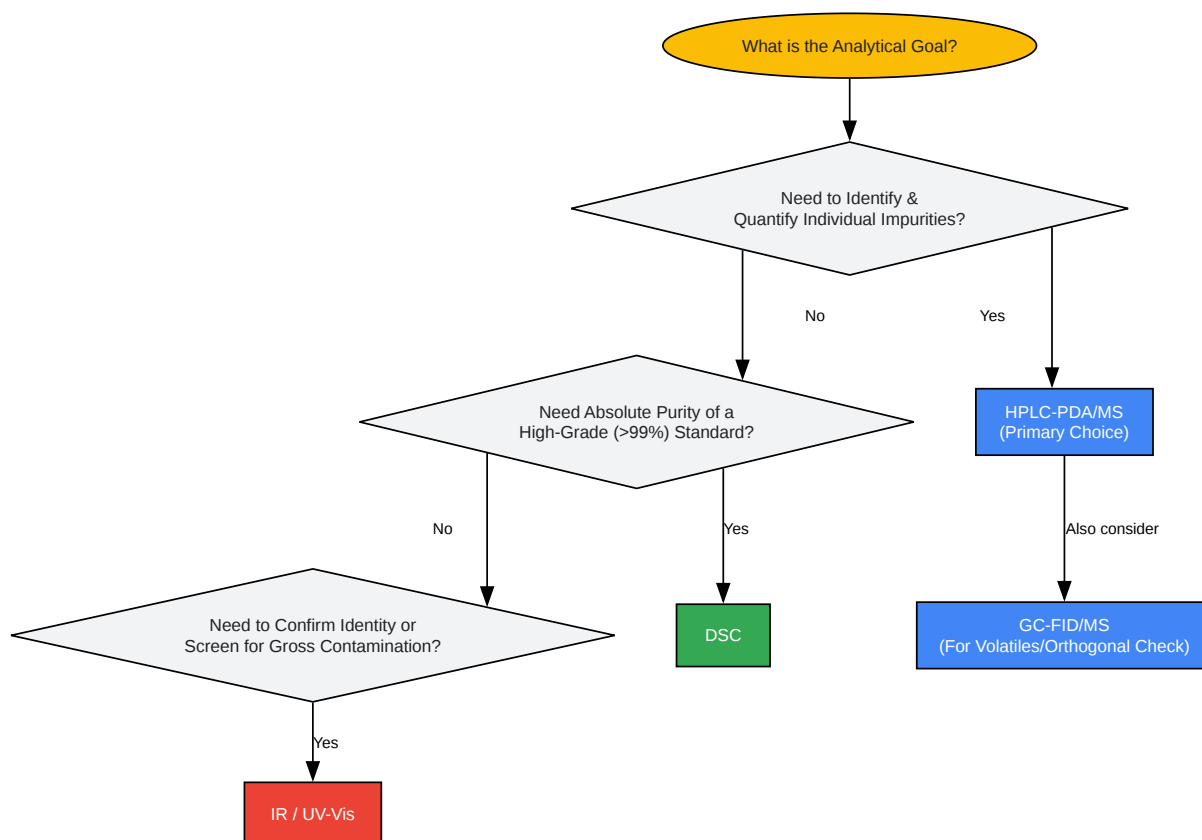 What is the Analytical Goal?
Need to Identify &
Quantify Individual Impurities?
No
Yes
Need Absolute Purity of a
High-Grade (>99%) Standard?
HPLC-PDA/MS
(Primary Choice)
No
Yes
Also consider
Need to Confirm Identity or
Screen for Gross Contamination?
DSC
GC-FID/MS
(For Volatiles/Orthogonal Check)
Yes
IR / UV-Vis